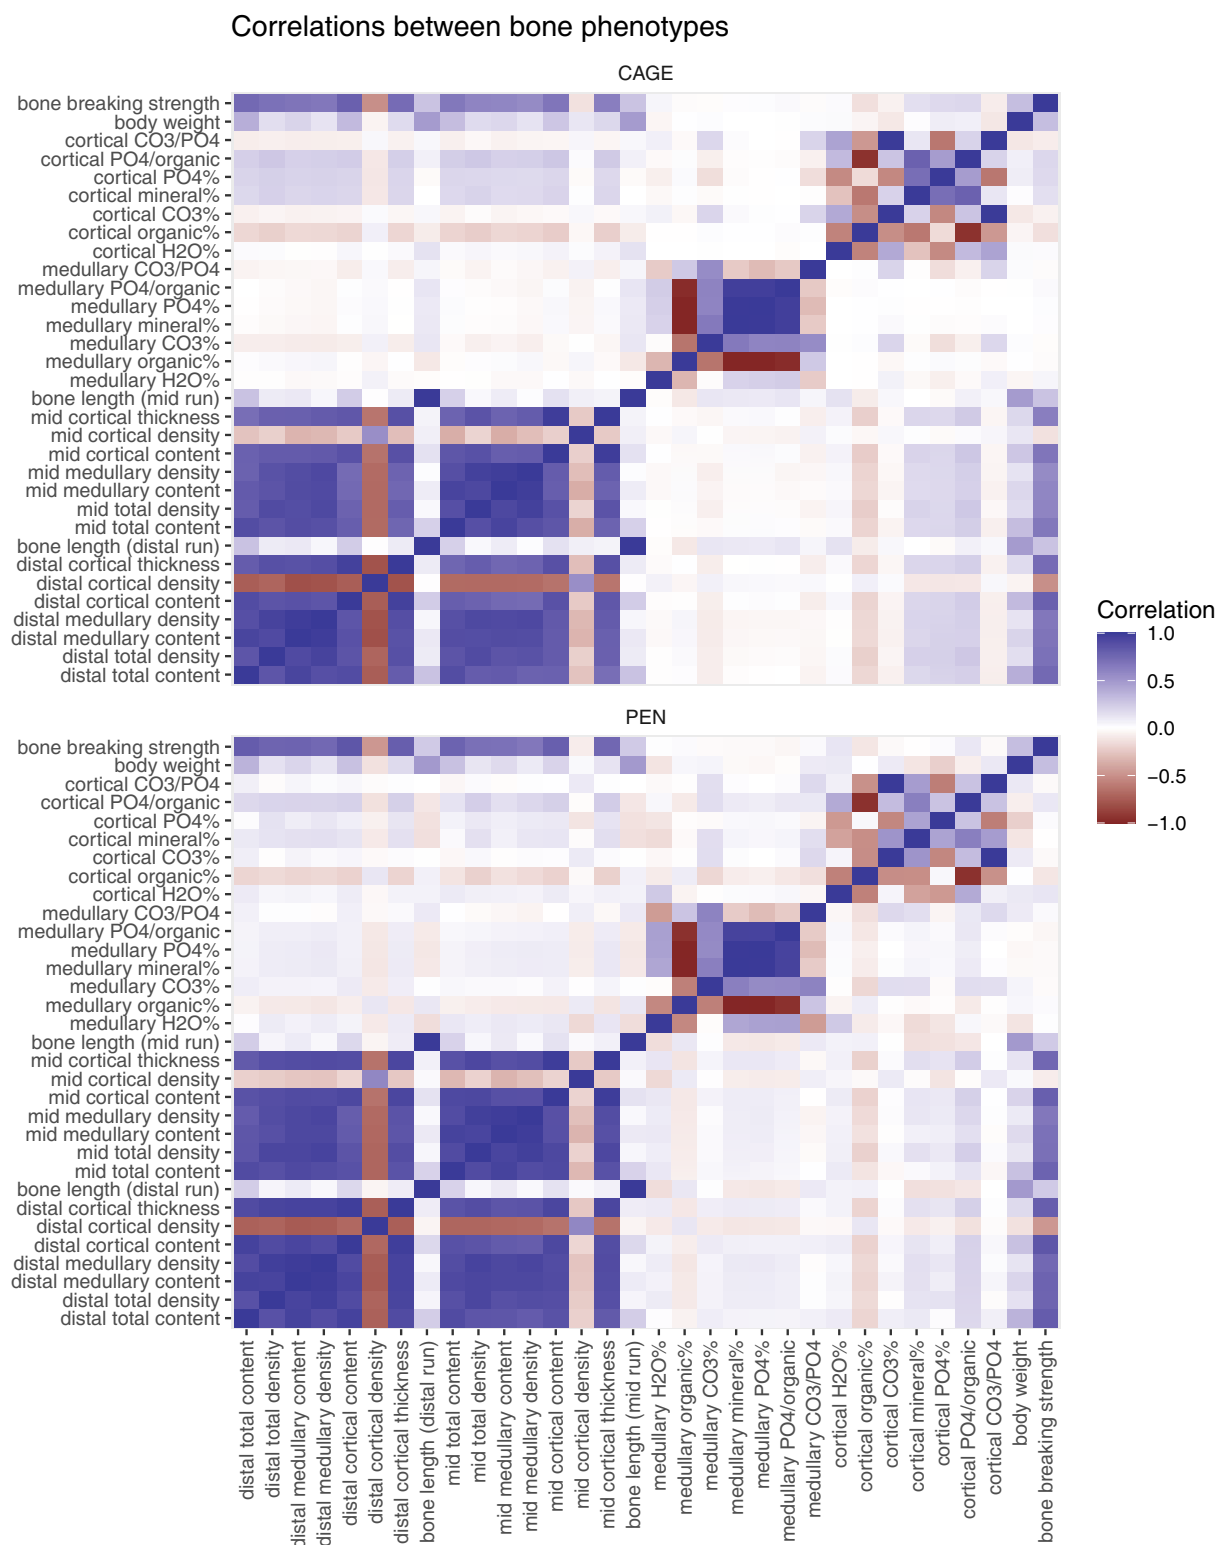 Correlations between bone phenotypes
CAGE
bone breaking strength
body weight
cortical CO3/PO4
cortical PO4/organic
cortical PO4%
cortical mineral%
cortical CO3%
cortical organic%
cortical H2O%
medullary CO3/PO4
medullary PO4/organic
medullary PO4%
medullary mineral%
medullary CO3%
medullary organic%
medullary H2O%
bone length (mid run)
mid cortical thickness
mid cortical density
mid cortical content
mid medullary density
mid medullary content
mid total density
mid total content
bone length (distal run)
distal cortical thickness
distal cortical density
distal cortical content
distal medullary density
distal medullary content
distal total density
distal total content
Correlation
1.0
0.5
0.0
−0.5
−1.0
PEN
bone breaking strength
body weight
cortical CO3/PO4
cortical PO4/organic
cortical PO4%
cortical mineral%
cortical CO3%
cortical organic%
cortical H2O%
medullary CO3/PO4
medullary PO4/organic
medullary PO4%
medullary mineral%
medullary CO3%
medullary organic%
medullary H2O%
bone length (mid run)
mid cortical thickness
mid cortical density
mid cortical content
mid medullary density
mid medullary content
mid total density
mid total content
bone length (distal run)
distal cortical thickness
distal cortical density
distal cortical content
distal medullary density
distal medullary content
distal total density
distal total content
distal total content
distal total density
distal medullary content
distal medullary density
distal cortical content
distal cortical density
distal cortical thickness
bone length (distal run)
mid total content
mid total density
mid medullary content
mid medullary density
mid cortical content
mid cortical density
mid cortical thickness
bone length (mid run)
medullary H2O%
medullary organic%
medullary CO3%
medullary mineral%
medullary PO4%
medullary PO4/organic
medullary CO3/PO4
cortical H2O%
cortical organic%
cortical CO3%
cortical mineral%
cortical PO4%
cortical PO4/organic
cortical CO3/PO4
body weight
bone breaking strength